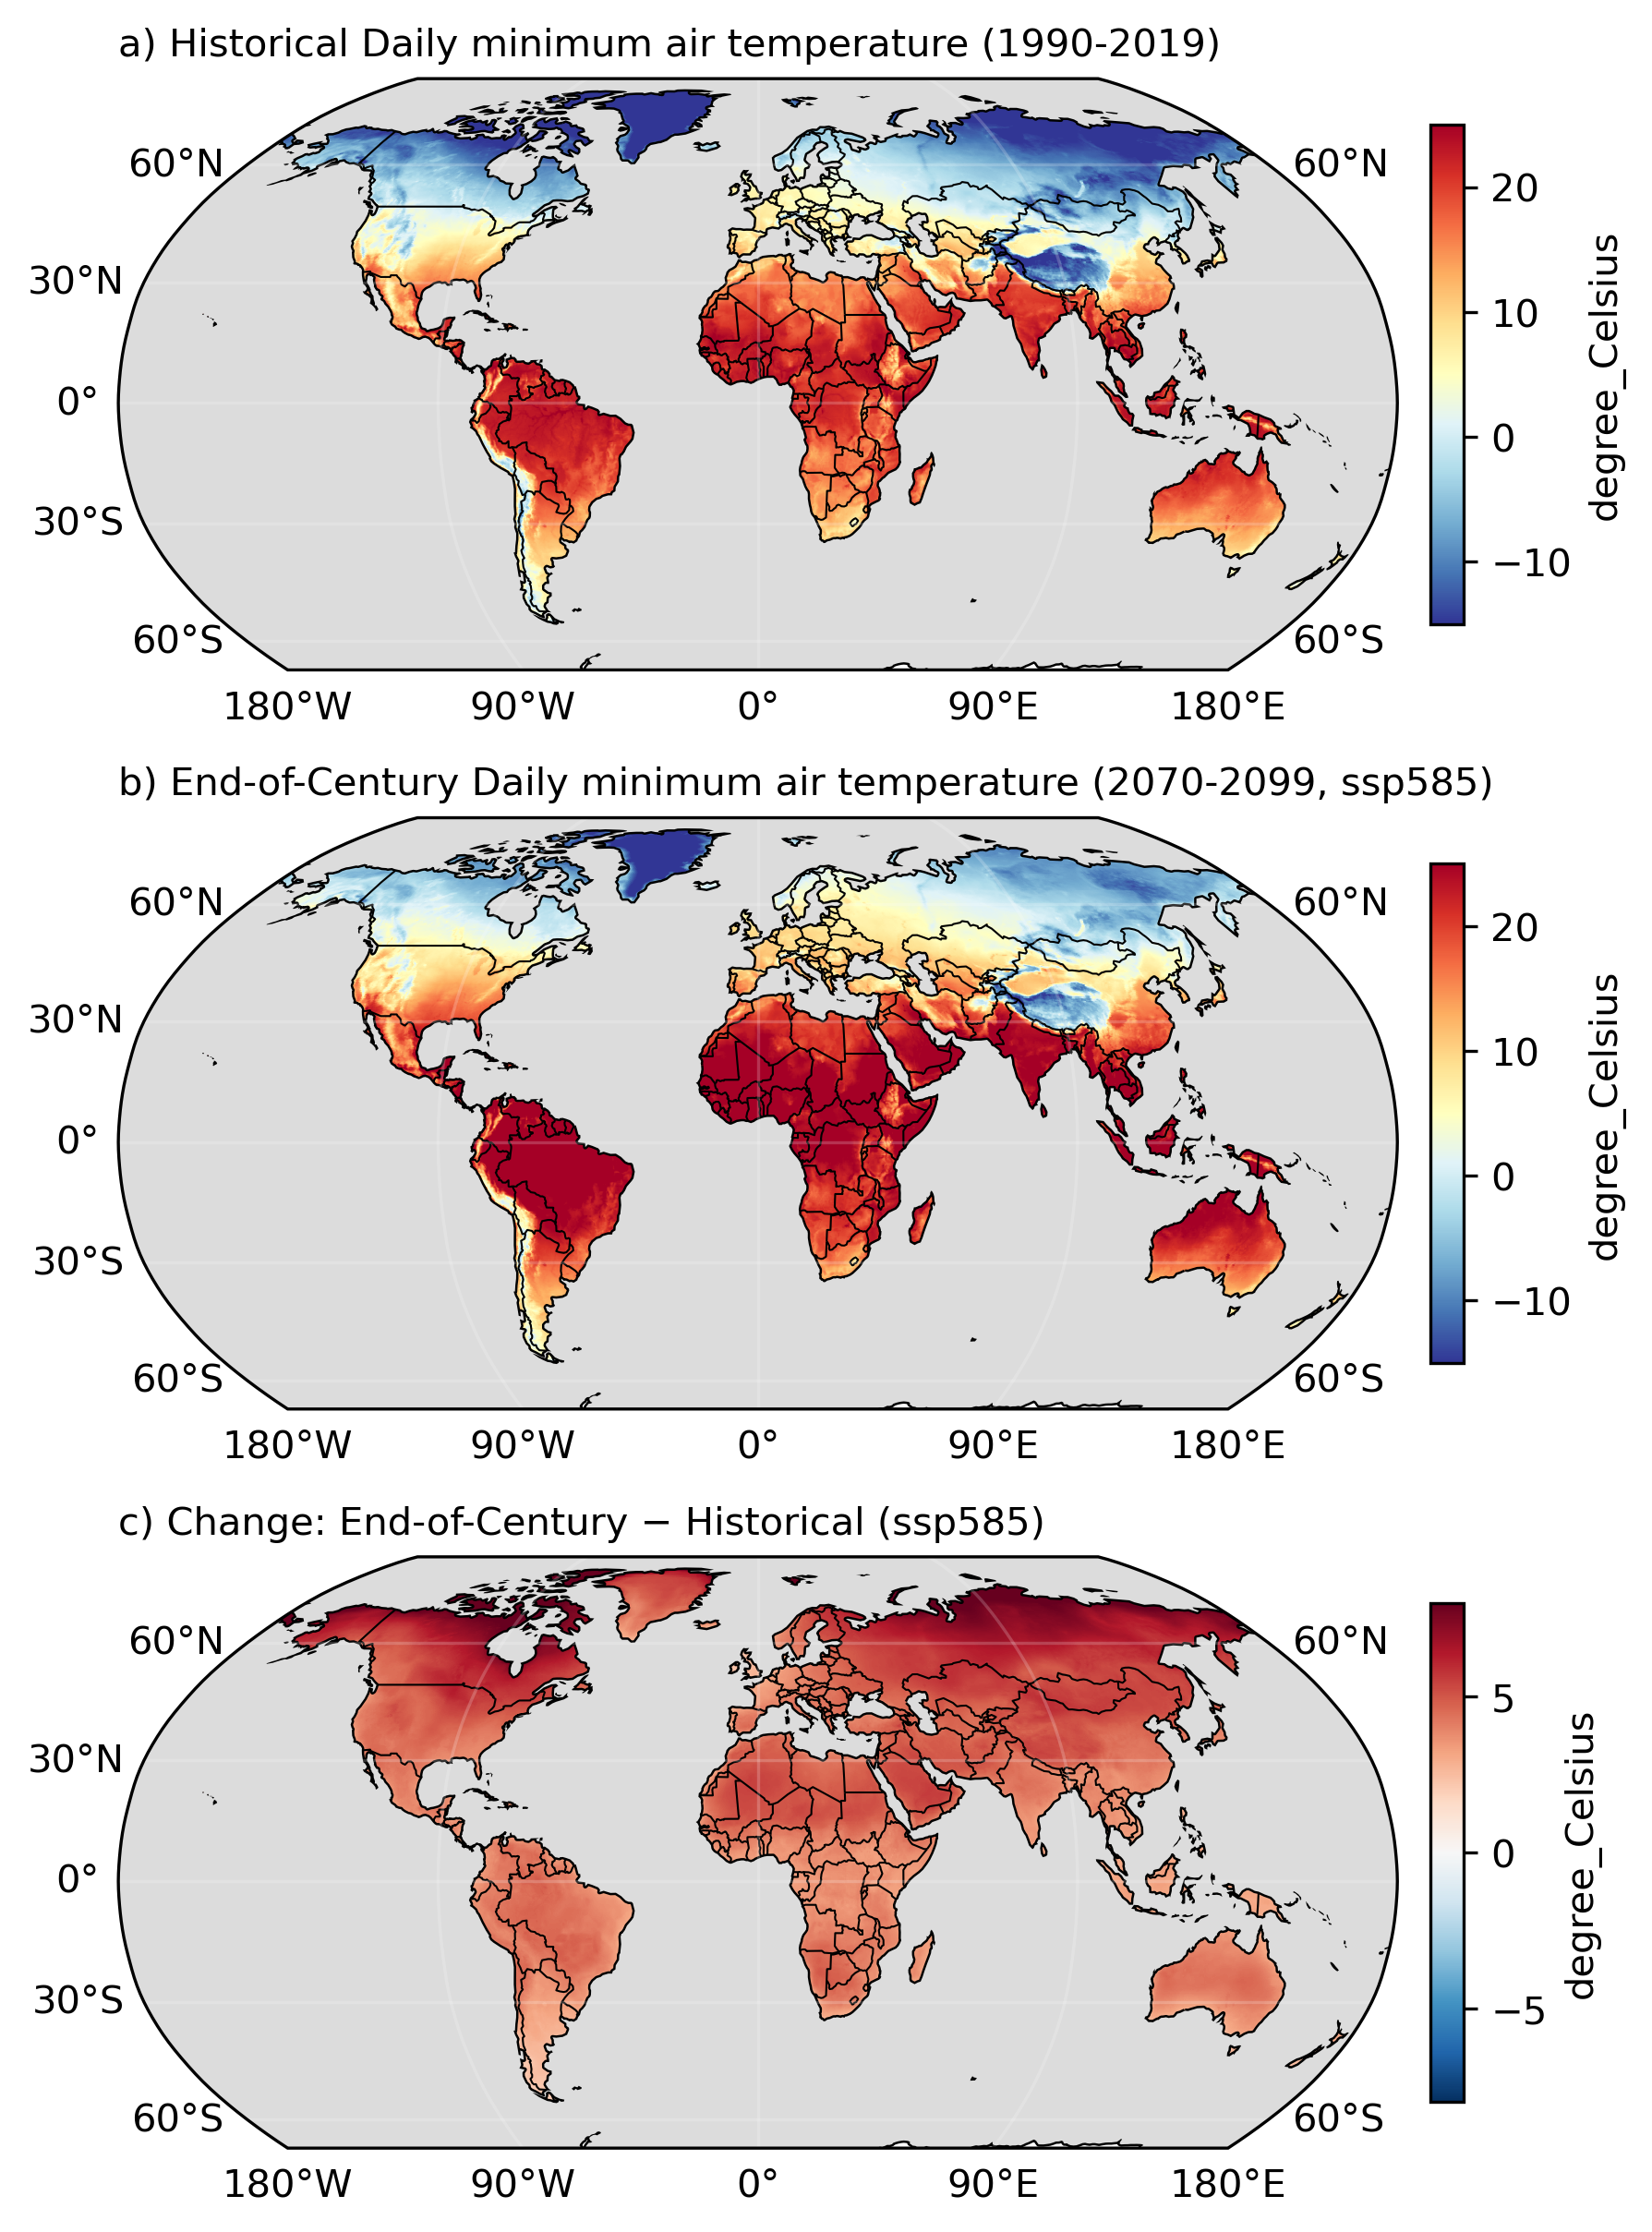 a) Historical Daily minimum air temperature (1990-2019)
60°N
60°N
30°N
0°
30°S
60°S
60°S
180°W
90°W
0°
90°E
180°E
20
10
0
−10
degree_Celsius
b) End-of-Century Daily minimum air temperature (2070-2099, ssp585)
60°N
60°N
30°N
0°
30°S
60°S
60°S
180°W
90°W
0°
90°E
180°E
20
10
0
−10
degree_Celsius
c) Change: End-of-Century − Historical (ssp585)
60°N
60°N
30°N
0°
30°S
60°S
60°S
180°W
90°W
0°
90°E
180°E
5
0
−5
degree_Celsius